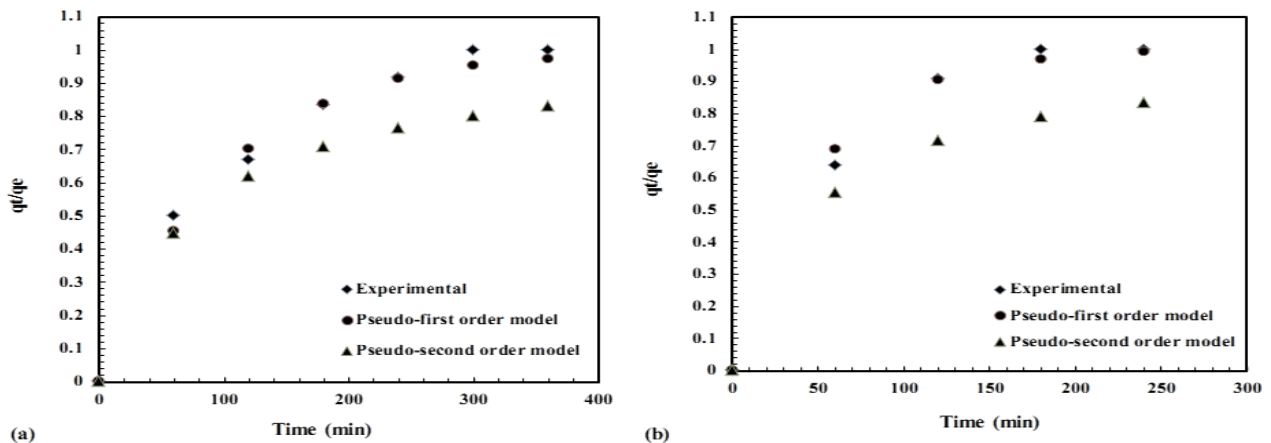 1.1
1
0.9
0.8
0.7
0.6
0.5
0.4
0.3
0.2
0.1
0
qt/qe
0 100 200 300 400
Time (min)
Experimental
Pseudo-first order model
Pseudo-second order model
(a)
1.1
1
0.9
0.8
0.7
0.6
0.5
0.4
0.3
0.2
0.1
0
qt/qe
0 50 100 150 200 250 300
Time (min)
Experimental
Pseudo-first order model
Pseudo-second order model
(b)